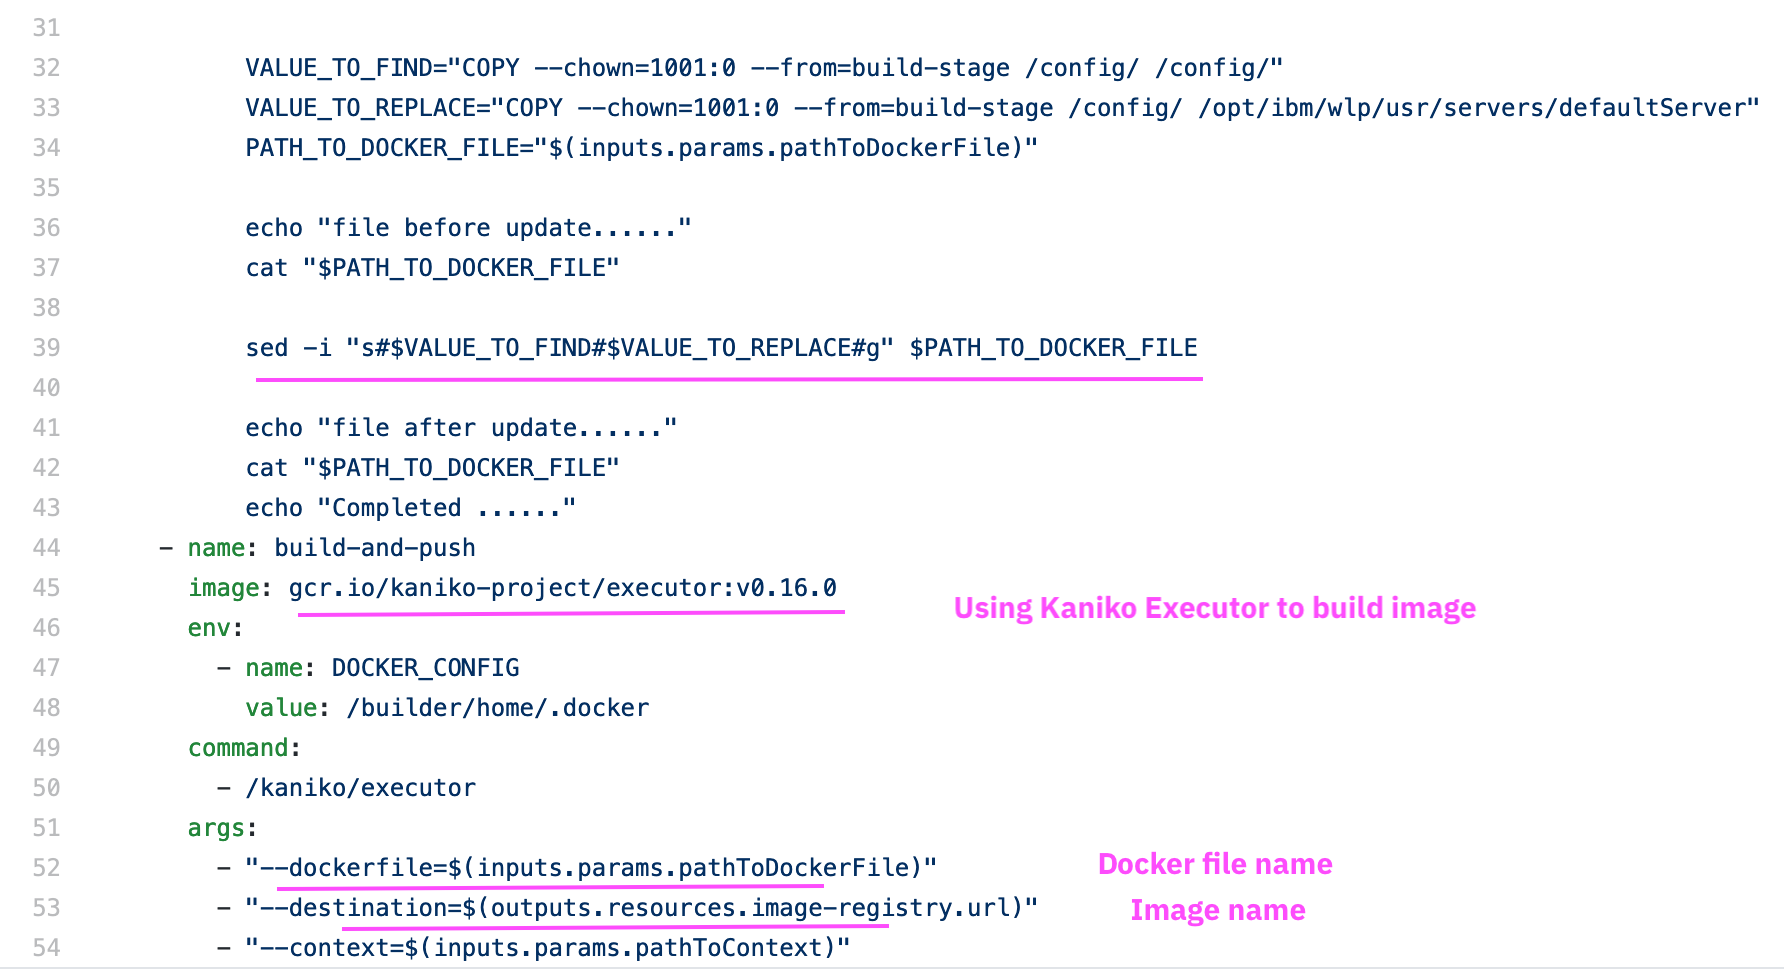 31
32 VALUE_TO_FIND="COPY --chown=1001:0 --from=build-stage /config/ /config/"
33 VALUE_TO_REPLACE="COPY --chown=1001:0 --from=build-stage /config/ /opt/ibm/wlp/usr/servers/defaultServer"
34 PATH_TO_DOCKER_FILE="$(inputs.params.pathToDockerFile)"
35
36 echo "file before update......"
37 cat "$PATH_TO_DOCKER_FILE"
38
39 sed -i "s#$VALUE_TO_FIND#$VALUE_TO_REPLACE#g" $PATH_TO_DOCKER_FILE
40
41 echo "file after update......"
42 cat "$PATH_TO_DOCKER_FILE"
43 echo "Completed ......"
44 - name: build-and-push
45 image: gcr.io/kaniko-project/executor:v0.16.0
Using Kaniko Executor to build image
46 env:
47 - name: DOCKER_CONFIG
48 value: /builder/home/.docker
49 command:
50 - /kaniko/executor
51 args:
52 - "--dockerfile=$(inputs.params.pathToDockerFile)"
Docker file name
53 - "--destination=$(outputs.resources.image-registry.url)"
Image name
54 - "--context=$(inputs.params.pathToContext)"